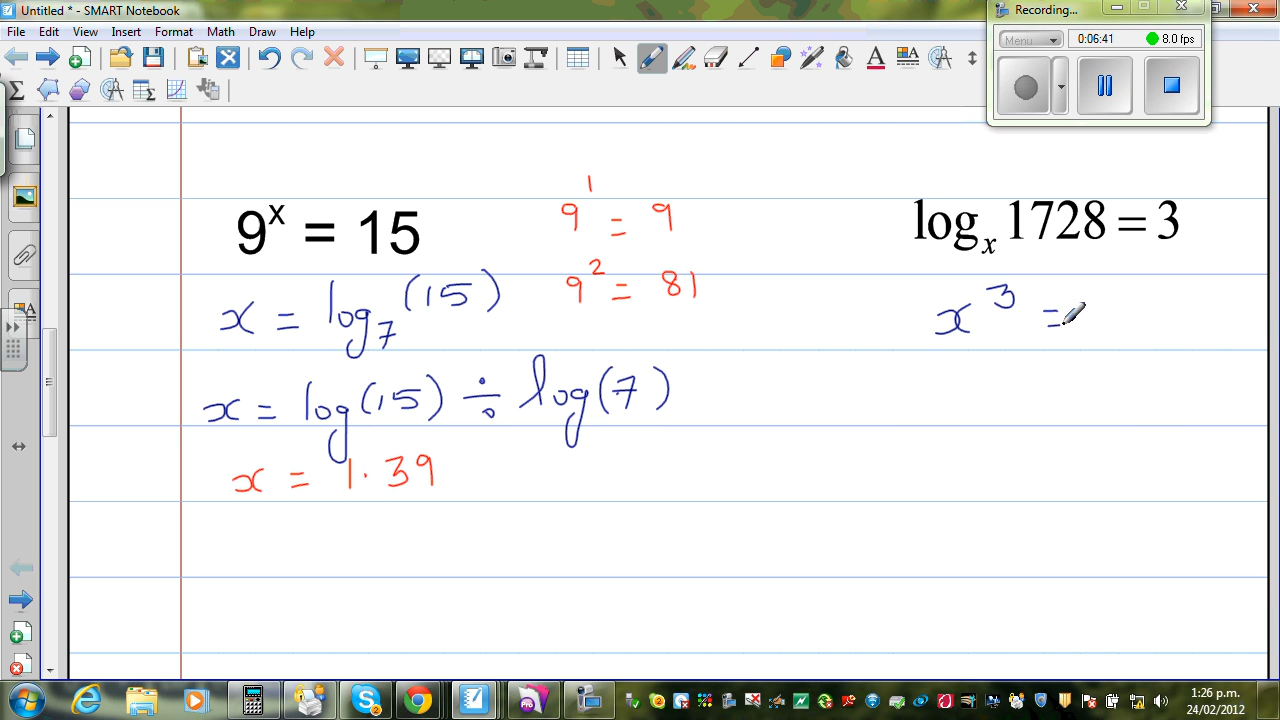 Untitled * - SMART Notebook
Recording...
File Edit View Insert Format Math Draw Help
Menu 0:06:41 8.0 fps
9^x = 15
9^1 = 9
9^2 = 81
x = log_7 (15)
x = log(15) ÷ log(7)
x = 1.39
log_x 1728 = 3
x^3 =
1:26 p.m.
24/02/2012